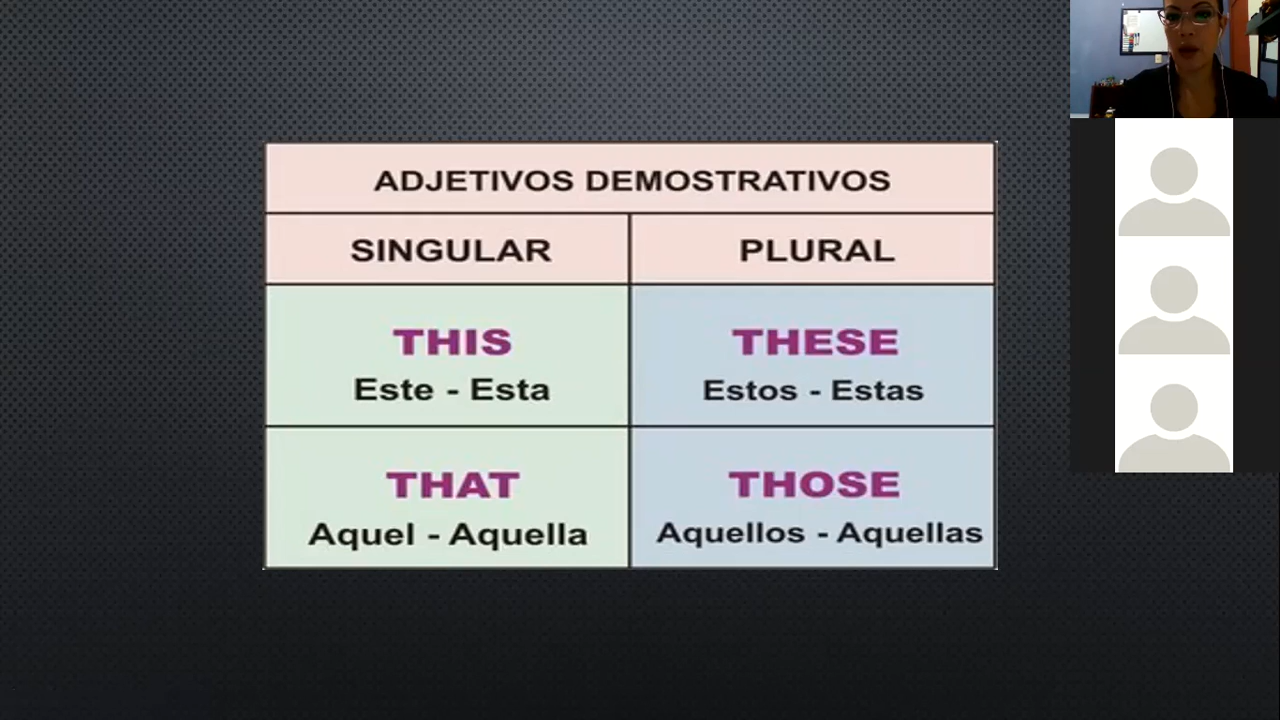 ADJETIVOS DEMOSTRATIVOS
SINGULAR PLURAL
THIS THESE
Este - Esta Estos - Estas
THAT THOSE
Aquel - Aquella Aquellos - Aquellas